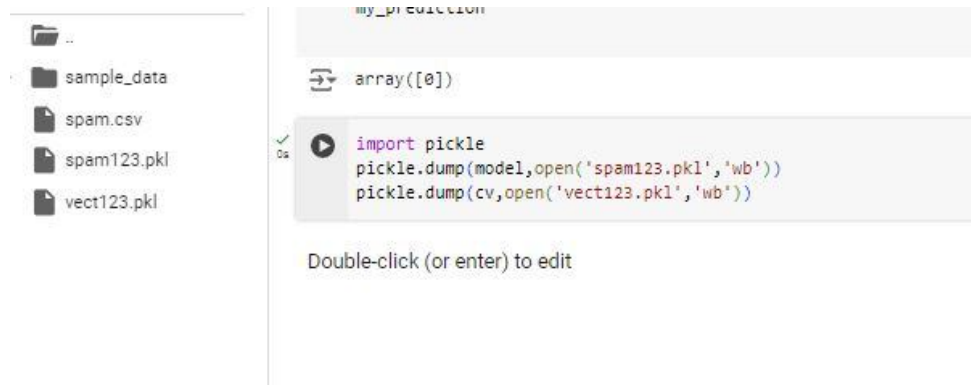 my_prediction
..
sample_data
spam.csv
spam123.pkl
vect123.pkl
array([0])
0s
import pickle
pickle.dump(model,open('spam123.pkl','wb'))
pickle.dump(cv,open('vect123.pkl','wb'))
Double-click (or enter) to edit